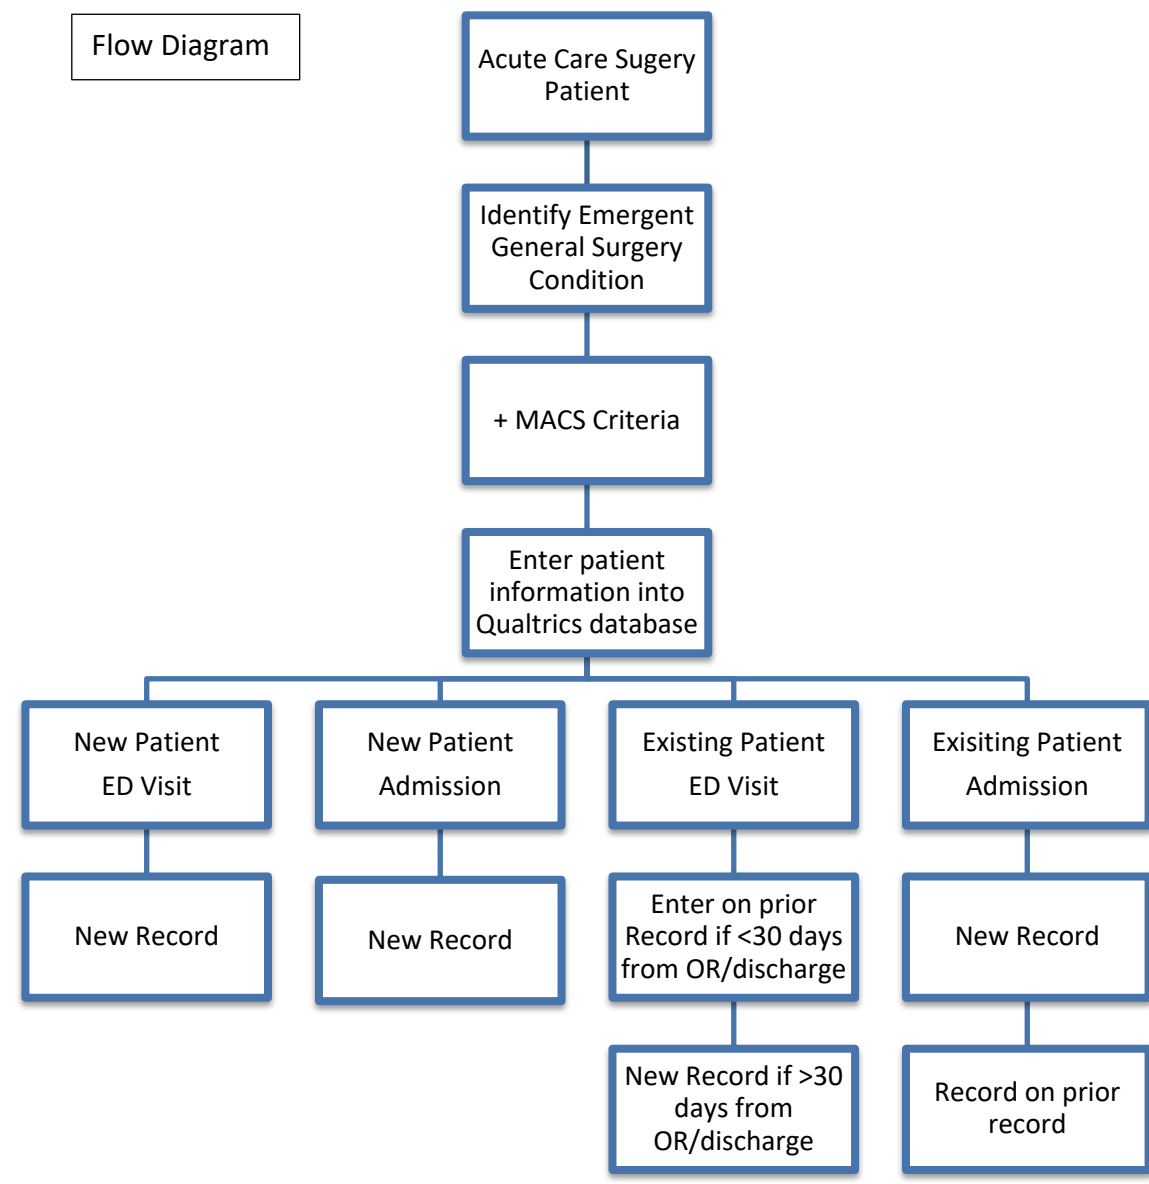 Flow Diagram
Acute Care Sugery
Patient
Identify Emergent
General Surgery
Condition
+ MACS Criteria
Enter patient
information into
Qualtrics database
New Patient
ED Visit
New Patient
Admission
Existing Patient
ED Visit
Exisiting Patient
Admission
New Record
New Record
Enter on prior
Record if <30 days
from OR/discharge
New Record
New Record if >30
days from
OR/discharge
Record on prior
record